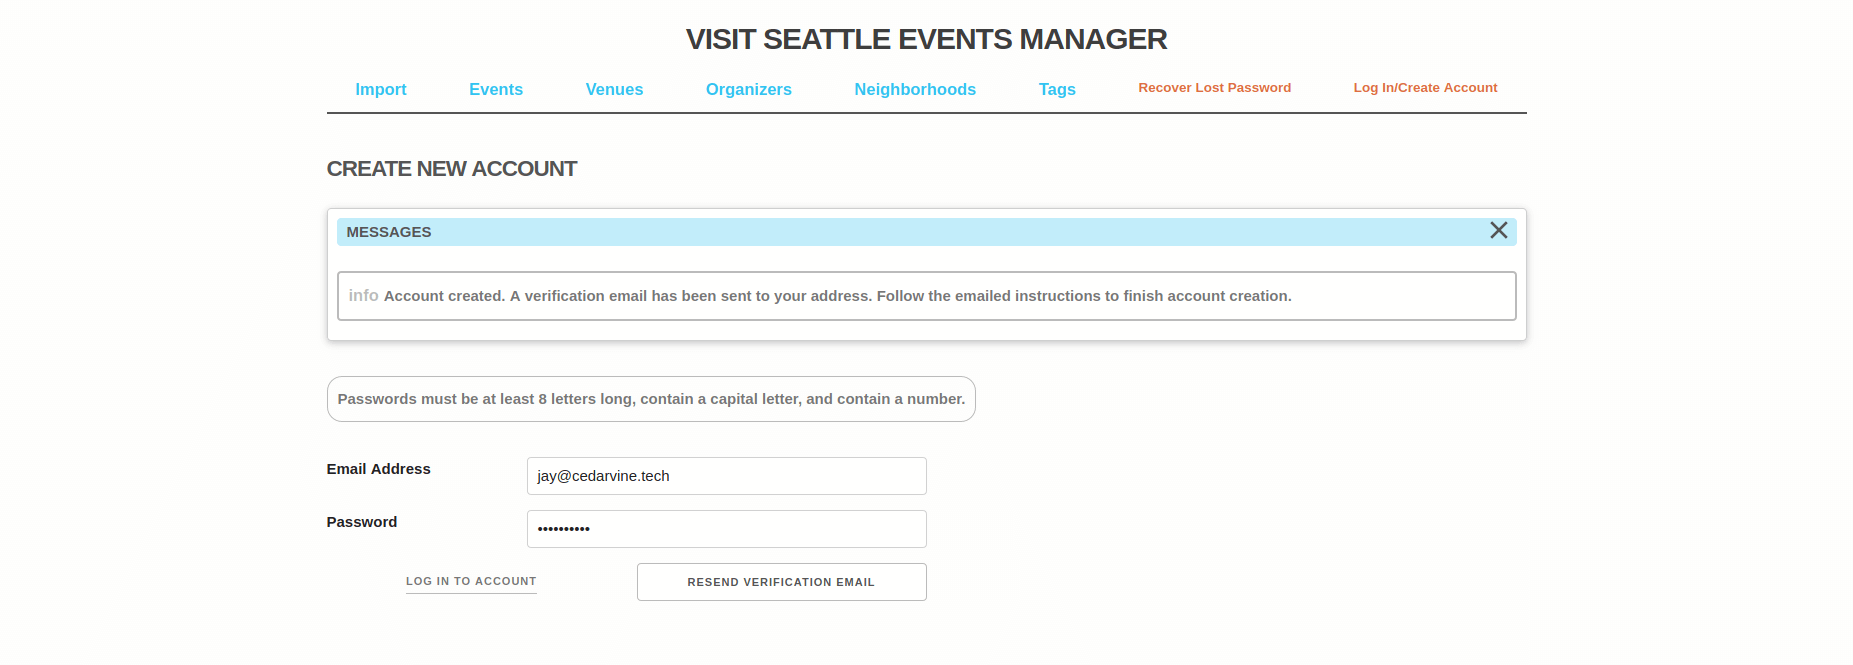 VISIT SEATTLE EVENTS MANAGER
Import Events Venues Organizers Neighborhoods Tags Recover Lost Password Log In/Create Account
CREATE NEW ACCOUNT
MESSAGES
info Account created. A verification email has been sent to your address. Follow the emailed instructions to finish account creation.
Passwords must be at least 8 letters long, contain a capital letter, and contain a number.
Email Address jay@cedarvine.tech
Password ••••••••••
LOG IN TO ACCOUNT RESEND VERIFICATION EMAIL